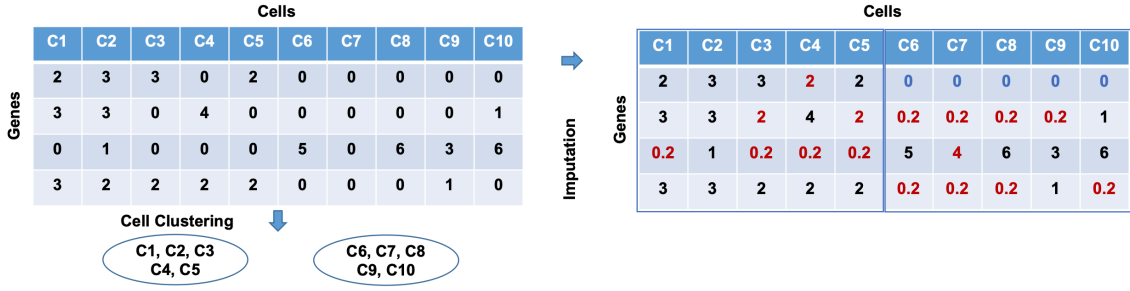 Cells
C1 C2 C3 C4 C5 C6 C7 C8 C9 C10
2 3 3 0 2 0 0 0 0 0
3 3 0 4 0 0 0 0 0 1
0 1 0 0 0 5 0 6 3 6
3 2 2 2 2 0 0 0 1 0
Genes
Cell Clustering
C1, C2, C3
C4, C5
C6, C7, C8
C9, C10
Imputation
Cells
C1 C2 C3 C4 C5 C6 C7 C8 C9 C10
2 3 3 2 2 0 0 0 0 0
3 3 2 4 2 0.2 0.2 0.2 0.2 1
0.2 1 0.2 0.2 0.2 5 4 6 3 6
3 3 2 2 2 0.2 0.2 0.2 1 0.2
Genes